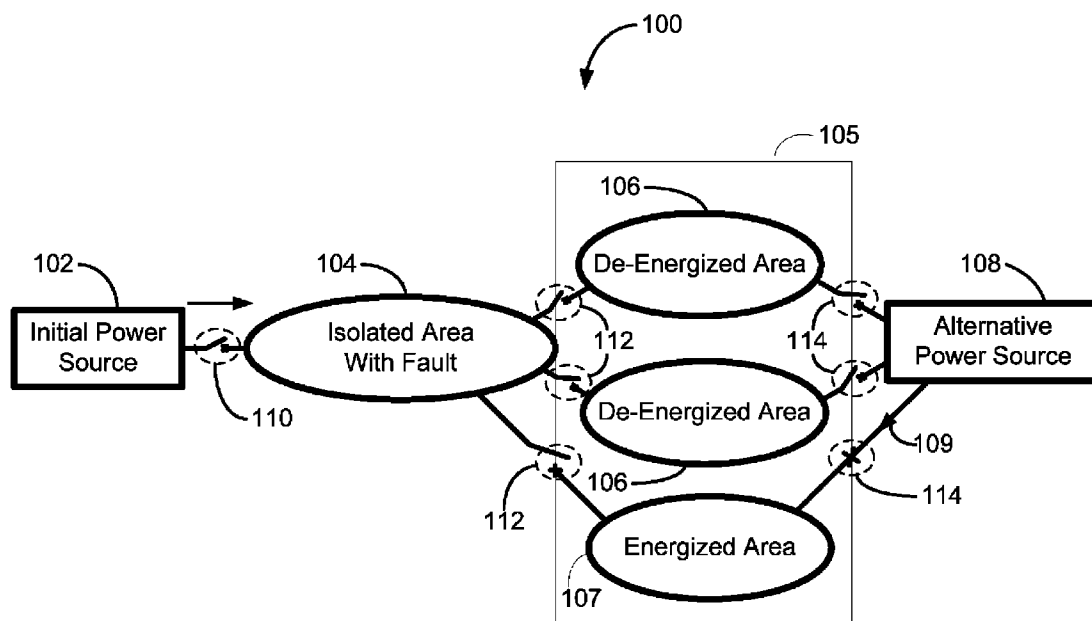 100
105
106
102
104
De-Energized Area
108
Initial Power
Source
Isolated Area
With Fault
112
114
Alternative
Power Source
110
De-Energized Area
109
112
106
114
Energized Area
107